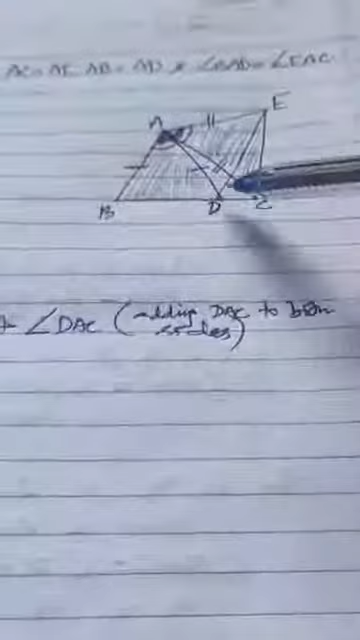 AC = AE AB = AD & ∠BAD = ∠EAC
A
E
B
D
C
+ ∠DAC (adding DAC to both
sides)